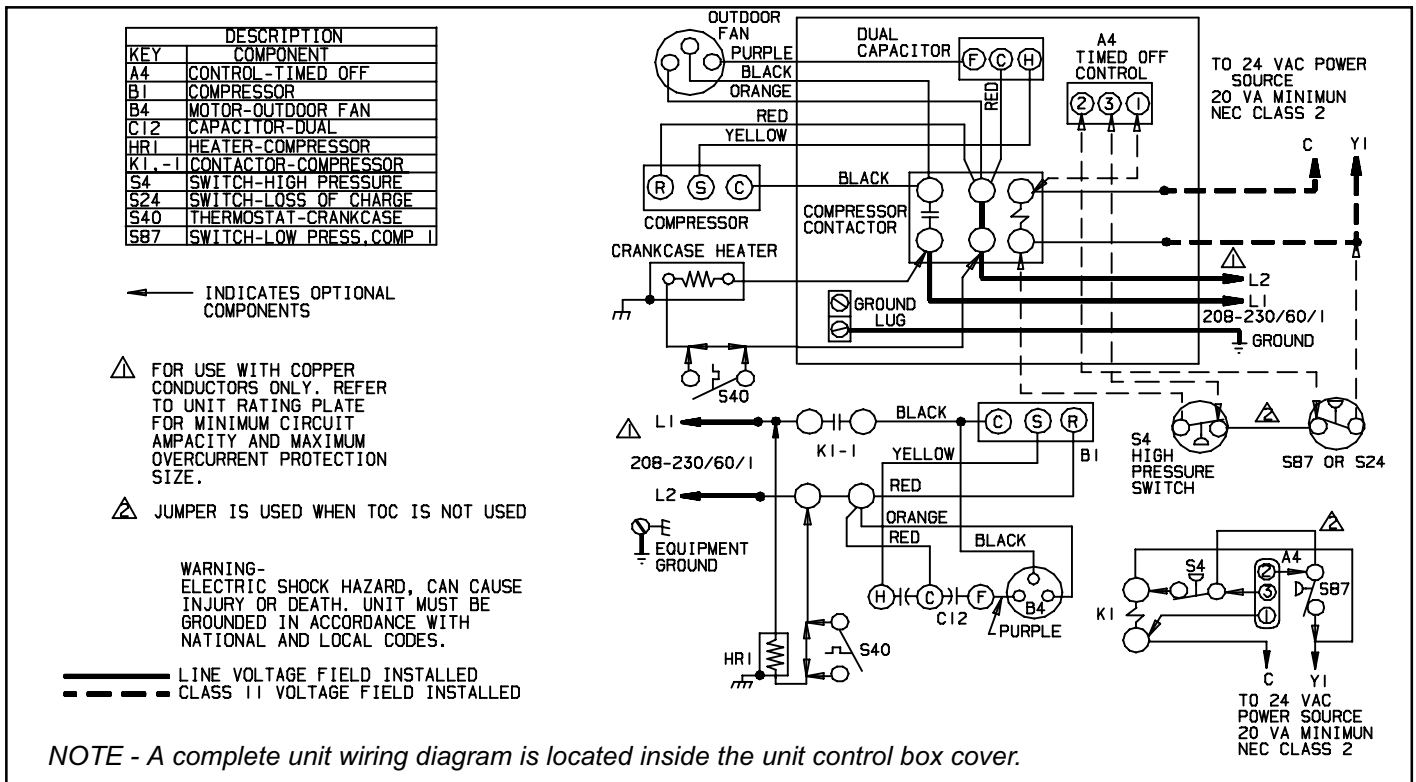 DESCRIPTION
KEY COMPONENT
A4 CONTROL-TIMED OFF
B1 COMPRESSOR
B4 MOTOR-OUTDOOR FAN
C12 CAPACITOR-DUAL
HR1 HEATER-COMPRESSOR
K1,-1 CONTACTOR-COMPRESSOR
S4 SWITCH-HIGH PRESSURE
S24 SWITCH-LOSS OF CHARGE
S40 THERMOSTAT-CRANKCASE
S87 SWITCH-LOW PRESS,COMP 1
INDICATES OPTIONAL
COMPONENTS
1 FOR USE WITH COPPER
CONDUCTORS ONLY. REFER
TO UNIT RATING PLATE
FOR MINIMUM CIRCUIT
AMPACITY AND MAXIMUM
OVERCURRENT PROTECTION
SIZE.
2 JUMPER IS USED WHEN TOC IS NOT USED
WARNING-
ELECTRIC SHOCK HAZARD, CAN CAUSE
INJURY OR DEATH. UNIT MUST BE
GROUNDED IN ACCORDANCE WITH
NATIONAL AND LOCAL CODES.
LINE VOLTAGE FIELD INSTALLED
CLASS II VOLTAGE FIELD INSTALLED
OUTDOOR
FAN
PURPLE
BLACK
ORANGE
RED
YELLOW
DUAL
CAPACITOR
F C H
RED
A4
TIMED OFF
CONTROL
2 3 1
TO 24 VAC POWER
SOURCE
20 VA MINIMUN
NEC CLASS 2
C Y1
R S C
COMPRESSOR
BLACK
COMPRESSOR
CONTACTOR
CRANKCASE HEATER
1
L2
L1
208-230/60/1
GROUND
GROUND
LUG
S40
S4
HIGH
PRESSURE
SWITCH
2
S87 OR S24
1 L1
208-230/60/1
L2
K1-1
BLACK
C S R
B1
YELLOW
RED
ORANGE
RED
BLACK
EQUIPMENT
GROUND
H C F
C12
B4
PURPLE
HR1
S40
2
A4
S4
2
3
1
S87
K1
C Y1
TO 24 VAC
POWER SOURCE
20 VA MINIMUN
NEC CLASS 2
NOTE - A complete unit wiring diagram is located inside the unit control box cover.